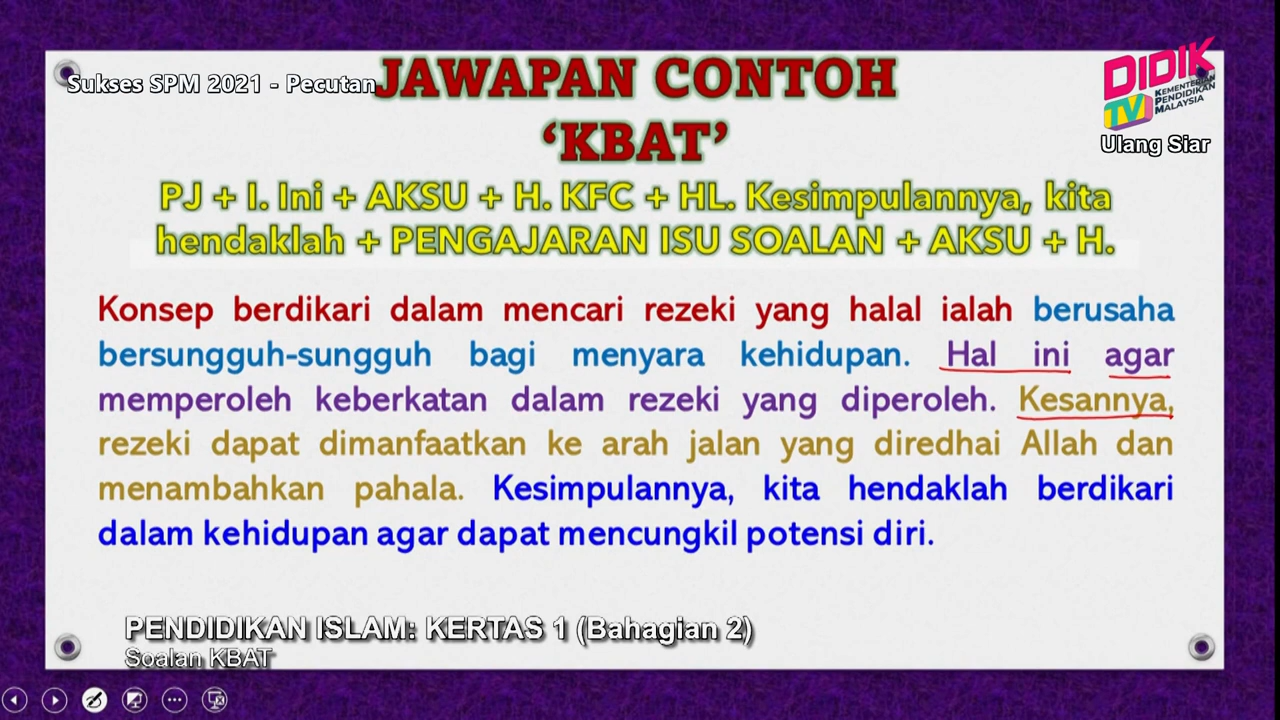 Sukses SPM 2021 - Pecutan
JAWAPAN CONTOH
‘KBAT’
DIDIK
TV
KEMENTERIAN
PENDIDIKAN
MALAYSIA
Ulang Siar
PJ + I. Ini + AKSU + H. KFC + HL. Kesimpulannya, kita
hendaklah + PENGAJARAN ISU SOALAN + AKSU + H.
Konsep berdikari dalam mencari rezeki yang halal ialah berusaha
bersungguh-sungguh bagi menyara kehidupan. Hal ini agar
memperoleh keberkatan dalam rezeki yang diperoleh. Kesannya,
rezeki dapat dimanfaatkan ke arah jalan yang diredhai Allah dan
menambahkan pahala. Kesimpulannya, kita hendaklah berdikari
dalam kehidupan agar dapat mencungkil potensi diri.
PENDIDIKAN ISLAM: KERTAS 1 (Bahagian 2)
Soalan KBAT